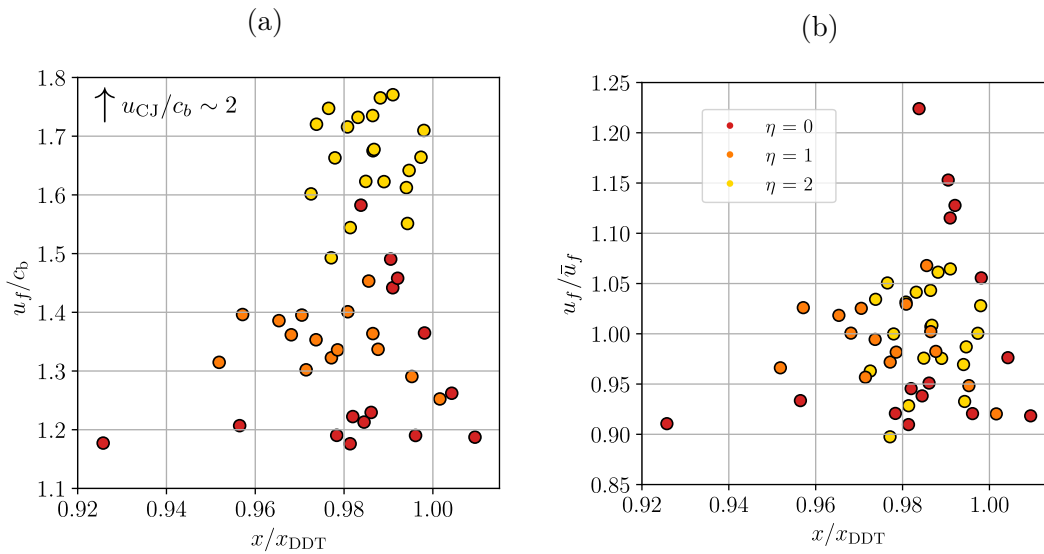 (a)
1.8
1.7
1.6
1.5
1.4
1.3
1.2
1.1
u_f/c_b
↑ u_CJ/c_b ∼ 2
0.92
0.94
0.96
0.98
1.00
x/x_DDT
(b)
1.25
1.20
1.15
1.10
1.05
1.00
0.95
0.90
0.85
u_f/ū_f
η = 0
η = 1
η = 2
0.92
0.94
0.96
0.98
1.00
x/x_DDT